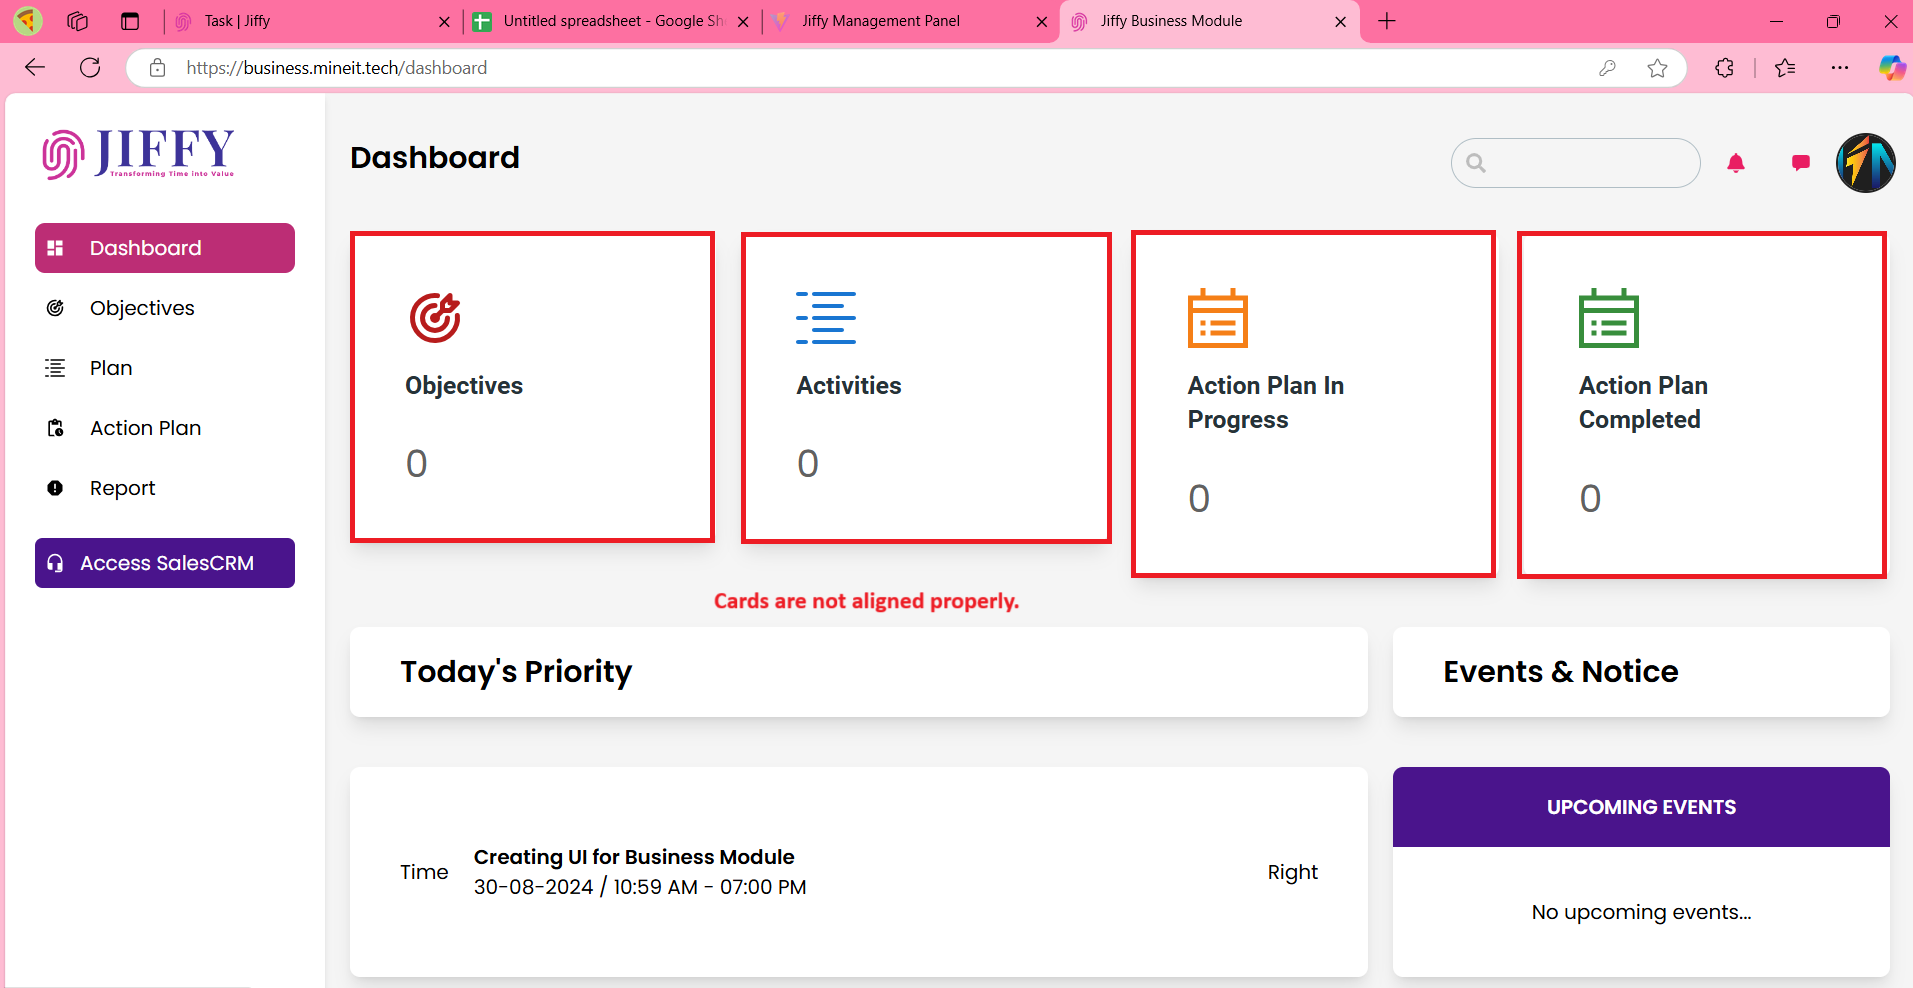 Task | Jiffy
Untitled spreadsheet - Google Sh
Jiffy Management Panel
Jiffy Business Module
https://business.mineit.tech/dashboard
JIFFY
Transforming Time into Value
Dashboard
Dashboard
Objectives
Plan
Action Plan
Report
Access SalesCRM
Objectives
0
Activities
0
Action Plan In
Progress
0
Action Plan
Completed
0
Cards are not aligned properly.
Today's Priority
Events & Notice
Time
Creating UI for Business Module
30-08-2024 / 10:59 AM - 07:00 PM
Right
UPCOMING EVENTS
No upcoming events...